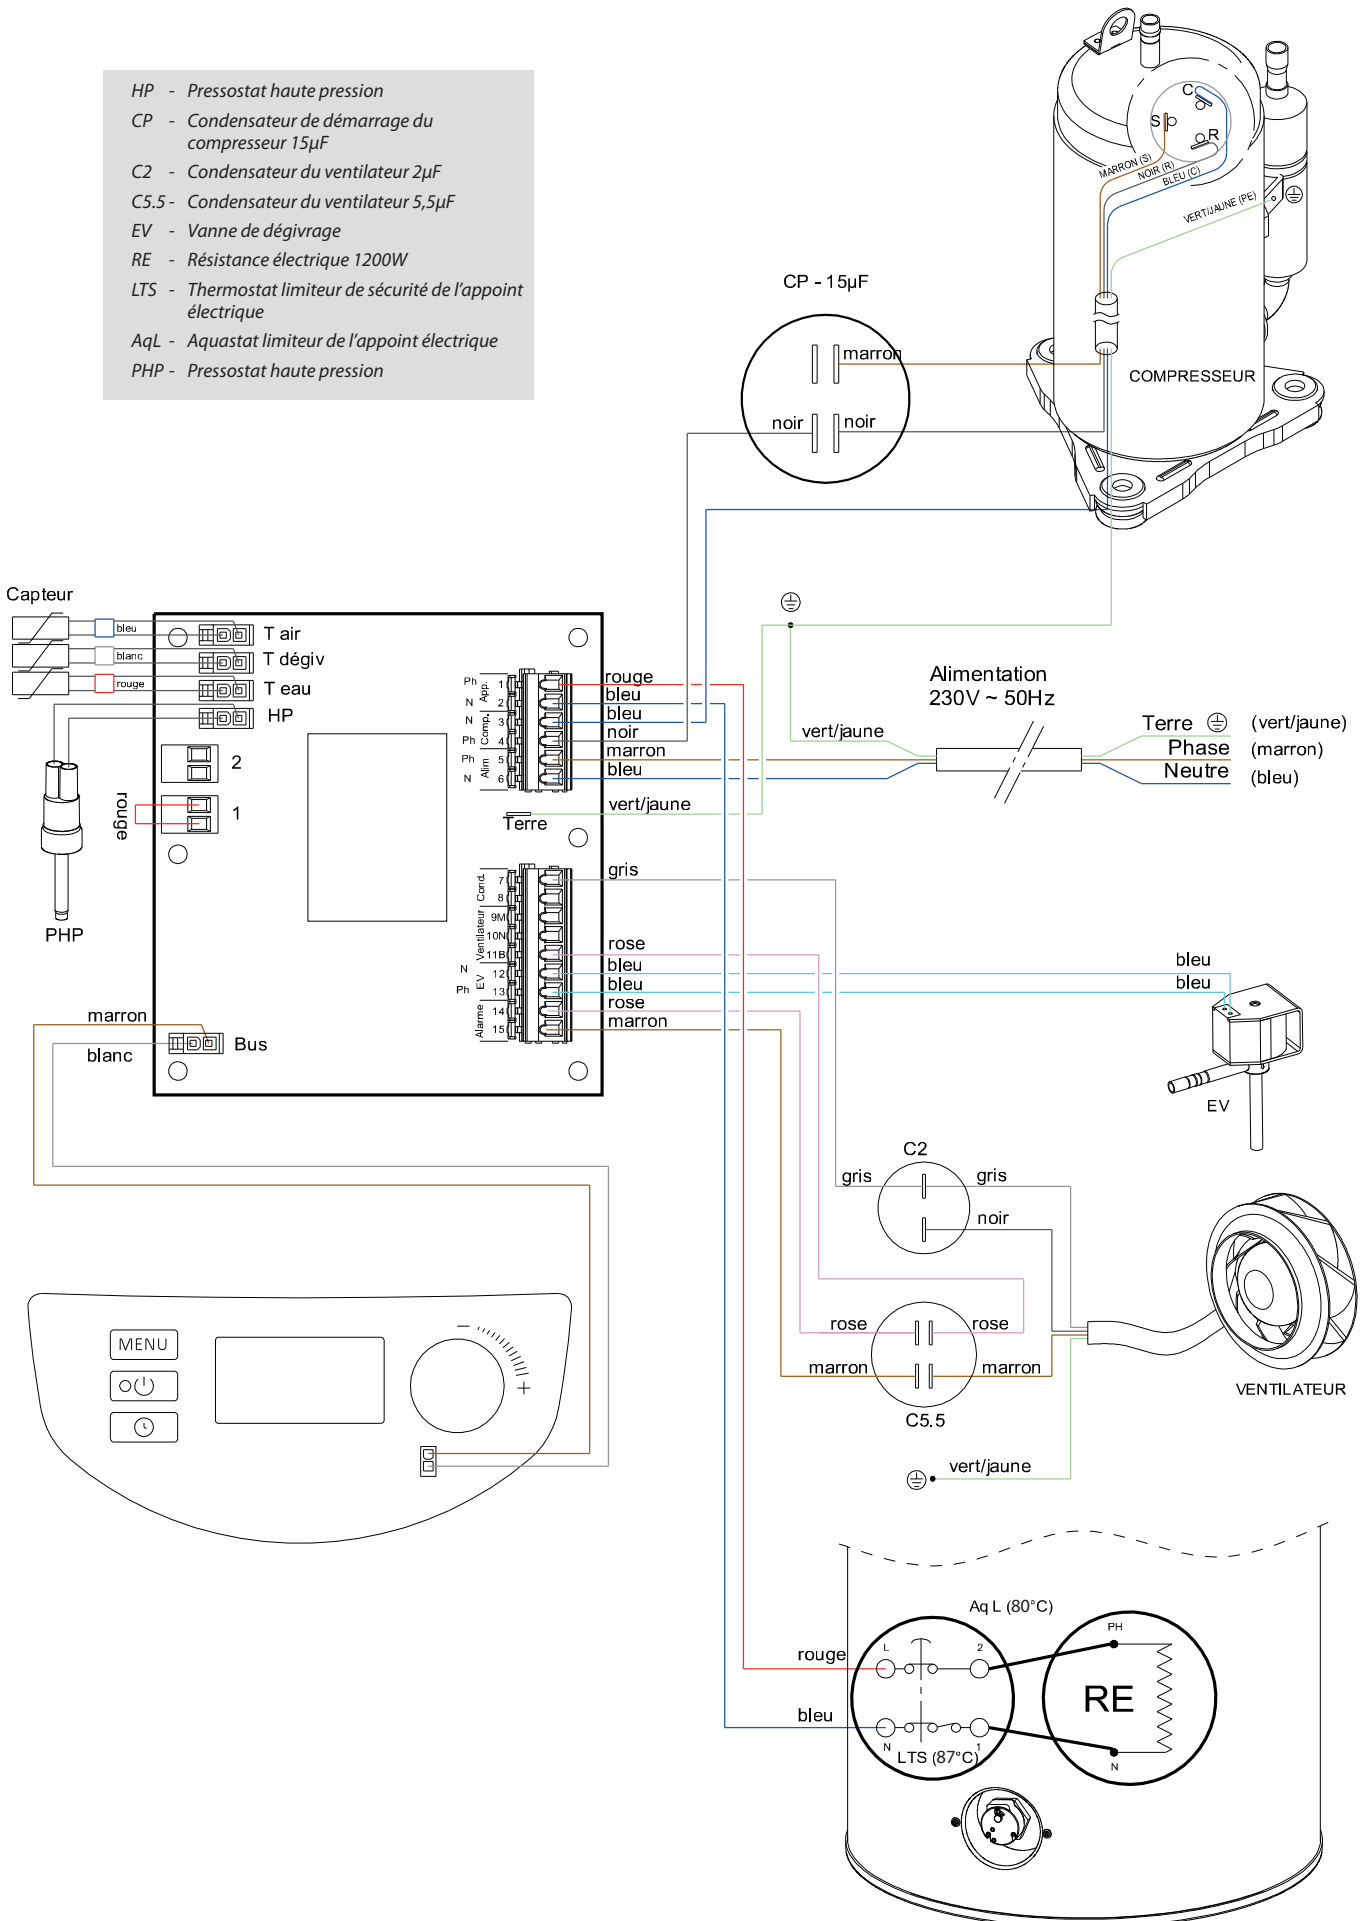 HP - Pressostat haute pression
CP - Condensateur de démarrage du
compresseur 15µF
C2 - Condensateur du ventilateur 2µF
C5.5 - Condensateur du ventilateur 5,5µF
EV - Vanne de dégivrage
RE - Résistance électrique 1200W
LTS - Thermostat limiteur de sécurité de l’appoint
électrique
AqL - Aquastat limiteur de l’appoint électrique
PHP - Pressostat haute pression
C
S
R
MARRON (S)
NOIR (R)
BLEU (C)
VERT/JAUNE (PE)
COMPRESSEUR
CP - 15µF
marron
noir
noir
Capteur
bleu
T air
blanc
T dégiv
rouge
T eau
HP
2
1
rouge
PHP
Ph App. 1 rouge
N 2 bleu
N Comp. 3 bleu
Ph 4 noir
Ph Alim 5 marron
N 6 bleu
Terre
vert/jaune
vert/jaune
Alimentation
230V ~ 50Hz
Terre (vert/jaune)
Phase (marron)
Neutre (bleu)
Cond. 7 gris
8
Ventilateur 9M
10N
11B rose
N EV 12 bleu
Ph 13 bleu
Alarme 14 rose
15 marron
bleu
bleu
EV
marron
blanc
Bus
C2
gris
gris
noir
rose
rose
marron
marron
C5.5
vert/jaune
VENTILATEUR
MENU
−
+
Aq L (80°C)
rouge
L
2
PH
RE
bleu
N
LTS (87°C)
1
N